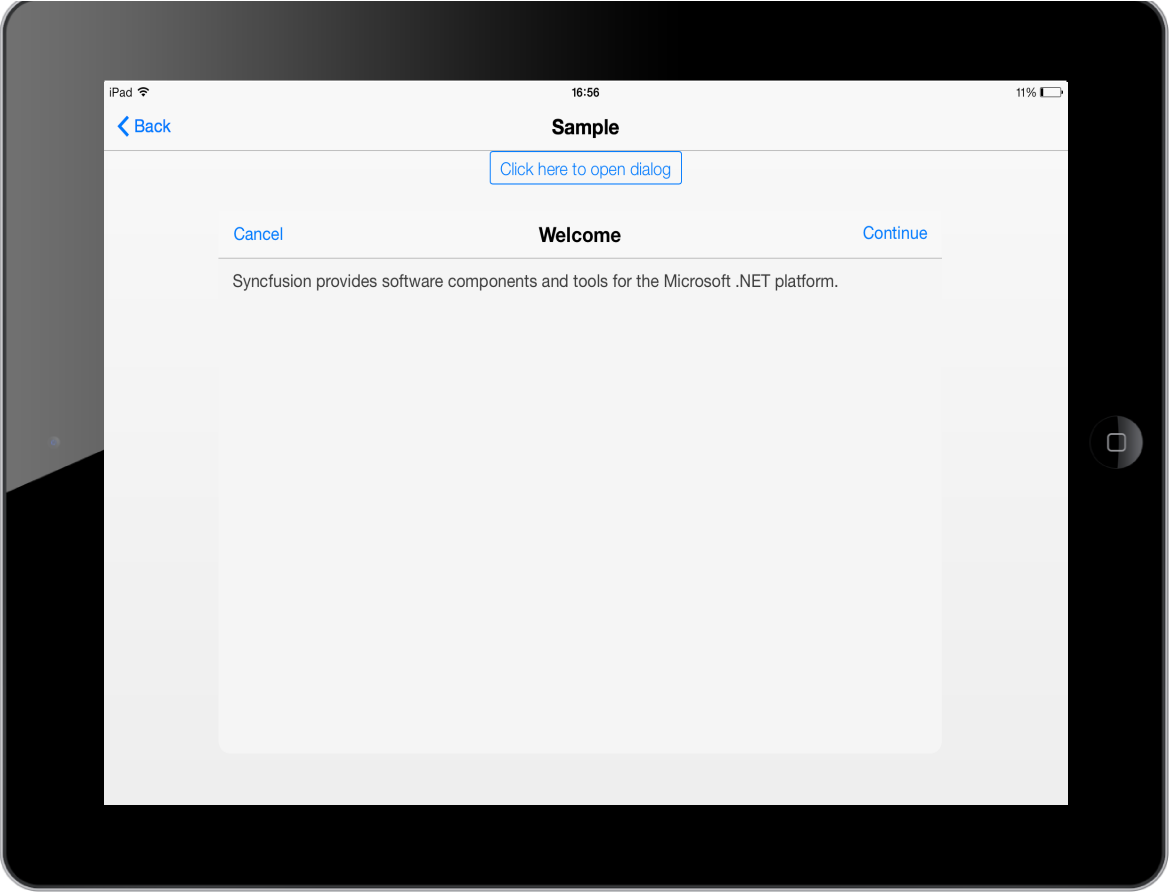 iPad 16:56 11%
Back Sample
Click here to open dialog
Cancel Welcome Continue
Syncfusion provides software components and tools for the Microsoft .NET platform.